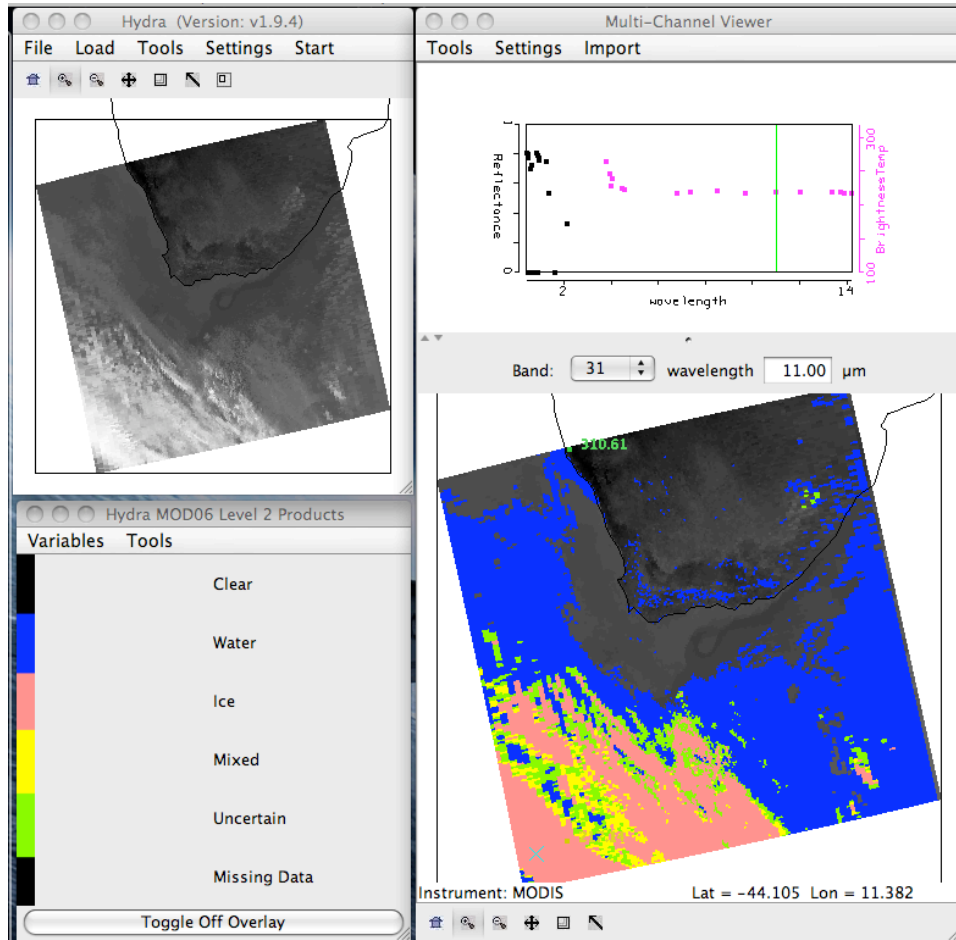 Hydra (Version: v1.9.4)
File Load Tools Settings Start
Hydra MOD06 Level 2 Products
Variables Tools
Clear
Water
Ice
Mixed
Uncertain
Missing Data
Toggle Off Overlay
Multi-Channel Viewer
Tools Settings Import
1
Reflectance
0
300
BrightnessTemp
100
2
wavelength
14
Band: 31 wavelength 11.00 µm
310.61
Instrument: MODIS Lat = -44.105 Lon = 11.382